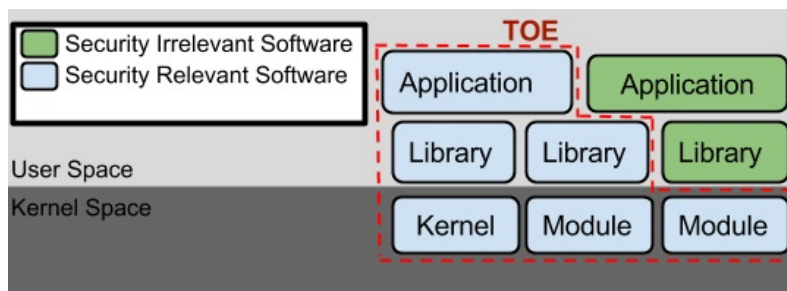 TOE
Security Irrelevant Software
Security Relevant Software
Application
Application
Library
Library
Library
User Space
Kernel Space
Kernel
Module
Module